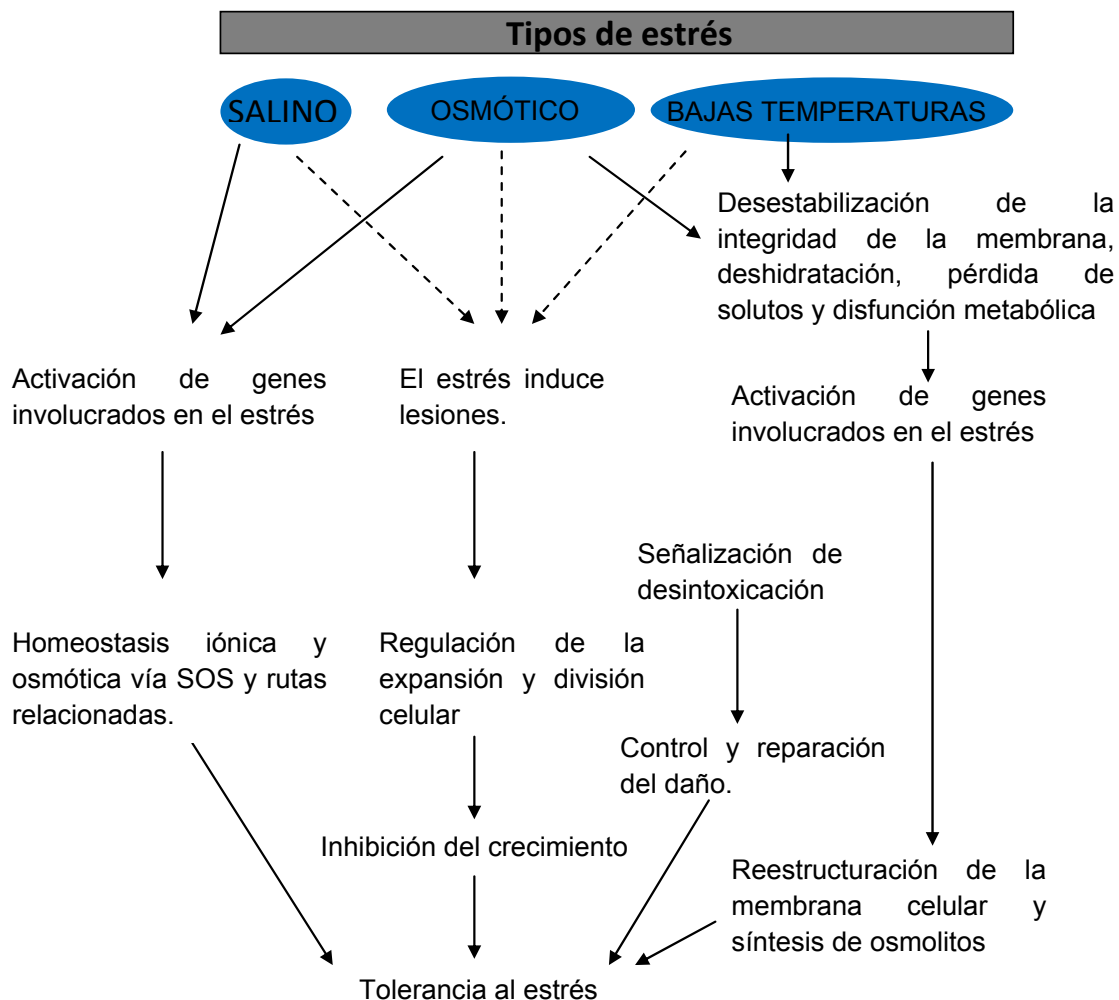 Tipos de estrés
SALINO
OSMÓTICO
BAJAS TEMPERATURAS
Desestabilización de la
integridad de la membrana,
deshidratación, pérdida de
solutos y disfunción metabólica
Activación de genes
involucrados en el estrés
El estrés induce
lesiones.
Activación de genes
involucrados en el estrés
Señalización de
desintoxicación
Homeostasis iónica y
osmótica vía SOS y rutas
relacionadas.
Regulación de la
expansión y división
celular
Control y reparación
del daño.
Inhibición del crecimiento
Reestructuración de la
membrana celular y
síntesis de osmolitos
Tolerancia al estrés